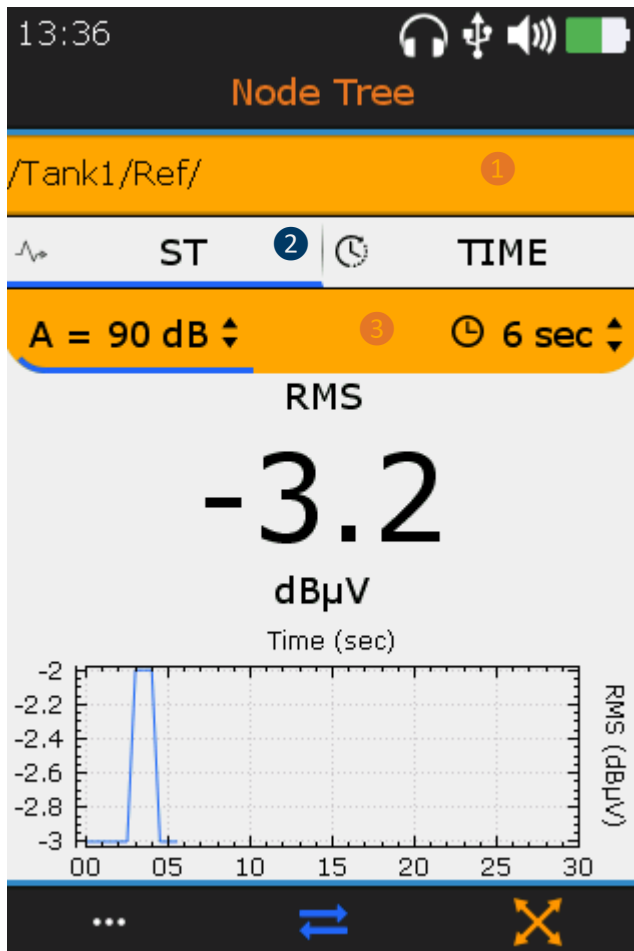 13:36
Node Tree
/Tank1/Ref/ 1
ST 2 TIME
A = 90 dB 3 6 sec
RMS
-3.2
dBµV
Time (sec)
-2
-2.2
-2.4
-2.6
-2.8
-3
RMS (dBµV)
00 05 10 15 20 25 30
...